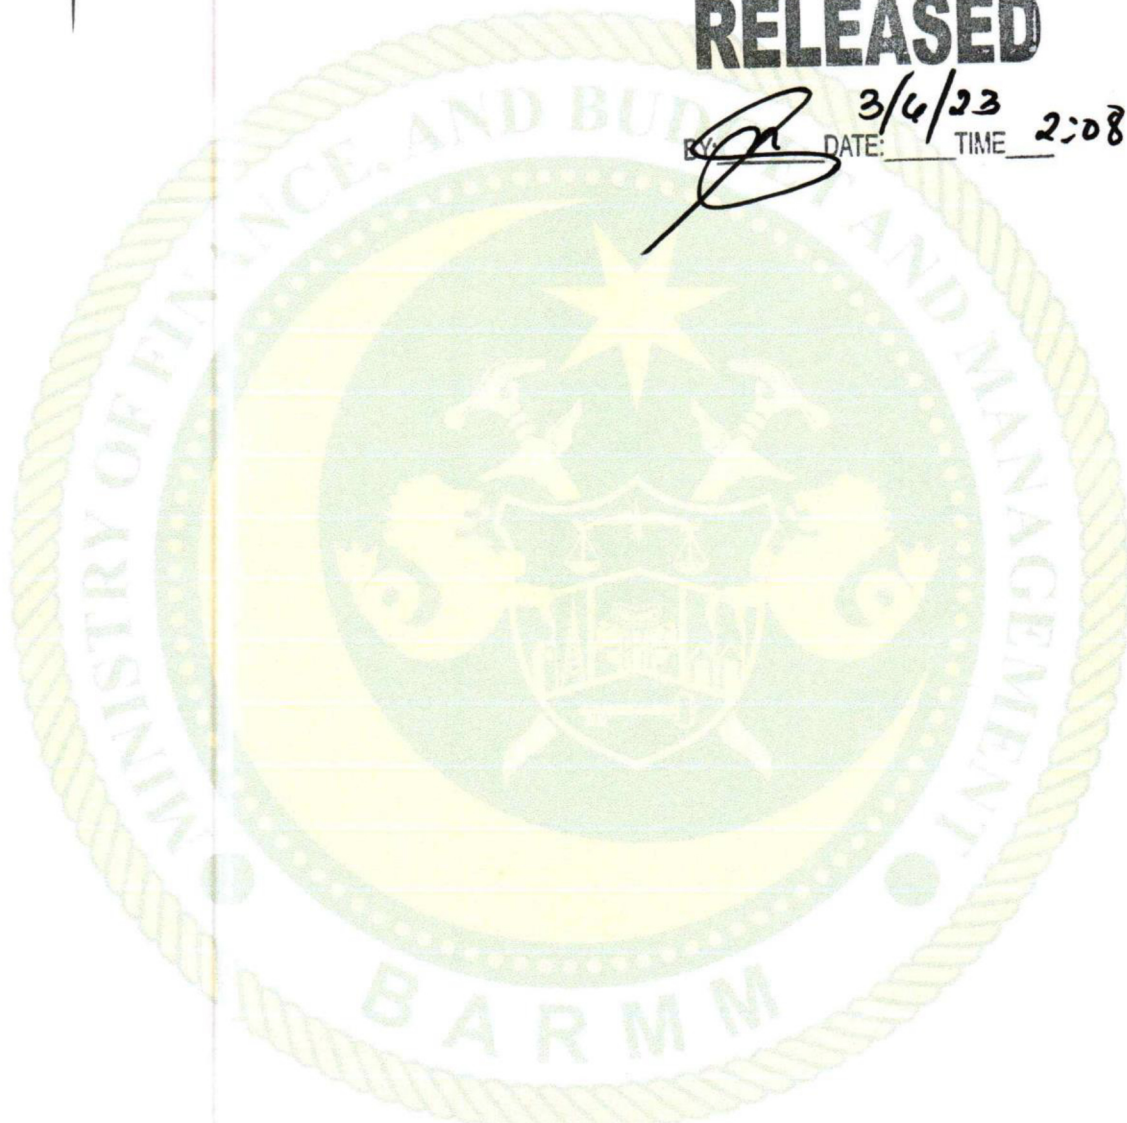 RELEASED
BY: DATE: 3/6/23 TIME 2:08
MINISTRY OF FINANCE, AND BUDGET AND MANAGEMENT
BARMM